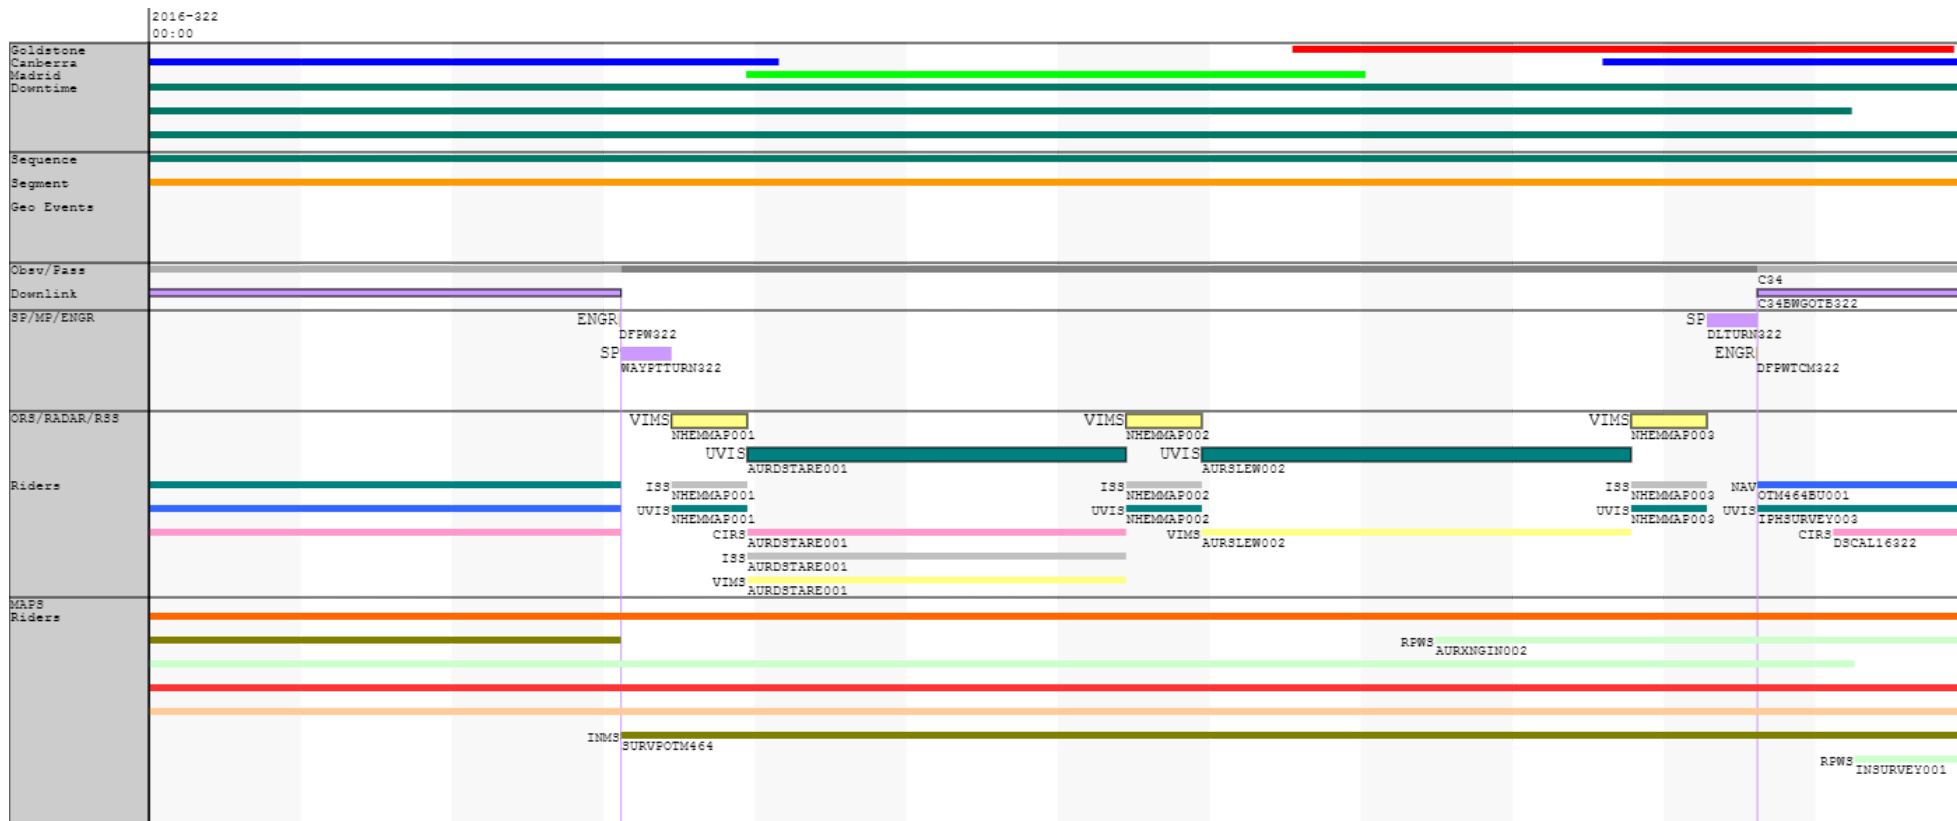 2016-322
00:00
Goldstone
Canberra
Madrid
Downtime
Sequence
Segment
Geo Events
Obsv/Pass
C34
Downlink
C34BWGOTB322
SP/MP/ENGR
ENGR
DFPW322
SP
DLTURN322
SP
WAYPTTURN322
ENGR
DFPWTCM322
ORS/RADAR/RSS
VIMS
NHEMMAP001
VIMS
NHEMMAP002
VIMS
NHEMMAP003
UVIS
AURDSTARE001
UVIS
AURSLEW002
Riders
ISS
NHEMMAP001
ISS
NHEMMAP002
ISS
NHEMMAP003
NAV
OTM464BU001
UVIS
NHEMMAP001
UVIS
NHEMMAP002
UVIS
NHEMMAP003
UVIS
IPHSURVEY003
CIRS
AURDSTARE001
VIMS
AURSLEW002
CIRS
DSCAL16322
ISS
AURDSTARE001
VIMS
AURDSTARE001
MAPS
Riders
RPWS
AURXNGIN002
INMS
SURVPOTM464
RPWS
INSURVEY001